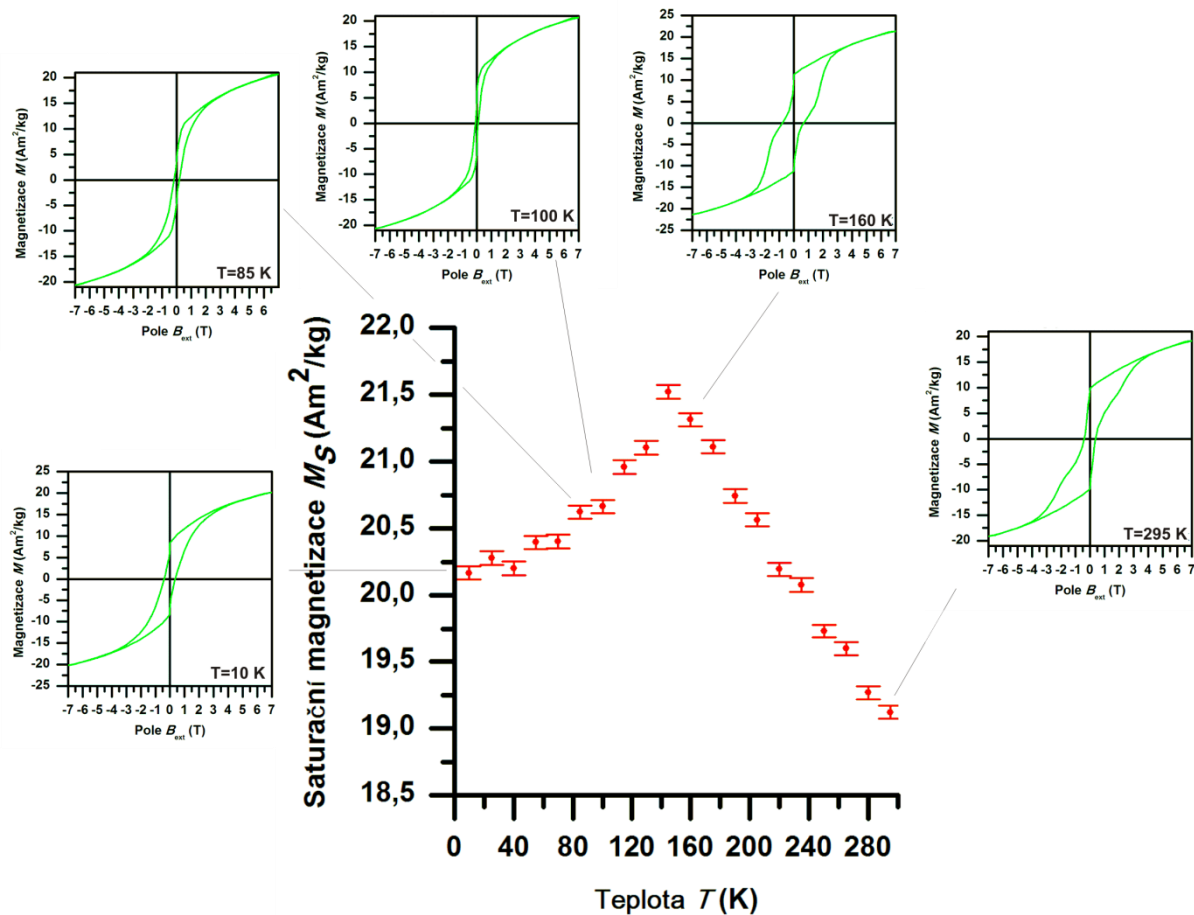 Magnetizace M (Am²/kg)
20
15
10
5
0
-5
-10
-15
-20
T=85 K
-7 -6 -5 -4 -3 -2 -1 0 1 2 3 4 5 6
Pole B_ext (T)
Magnetizace M (Am²/kg)
20
15
10
5
0
-5
-10
-15
-20
T=100 K
-7 -6 -5 -4 -3 -2 -1 0 1 2 3 4 5 6 7
Pole B_ext (T)
Magnetizace M (Am²/kg)
25
20
15
10
5
0
-5
-10
-15
-20
-25
T=160 K
-7 -6 -5 -4 -3 -2 -1 0 1 2 3 4 5 6 7
Pole B_ext (T)
Magnetizace M (Am²/kg)
20
15
10
5
0
-5
-10
-15
-20
T=295 K
-7 -6 -5 -4 -3 -2 -1 0 1 2 3 4 5 6 7
Pole B_ext (T)
Magnetizace M (Am²/kg)
25
20
15
10
5
0
-5
-10
-15
-20
-25
T=10 K
-7 -6 -5 -4 -3 -2 -1 0 1 2 3 4 5 6 7
Pole B_ext (T)
Saturační magnetizace M_S (Am²/kg)
22,0
21,5
21,0
20,5
20,0
19,5
19,0
18,5
0 40 80 120 160 200 240 280
Teplota T (K)